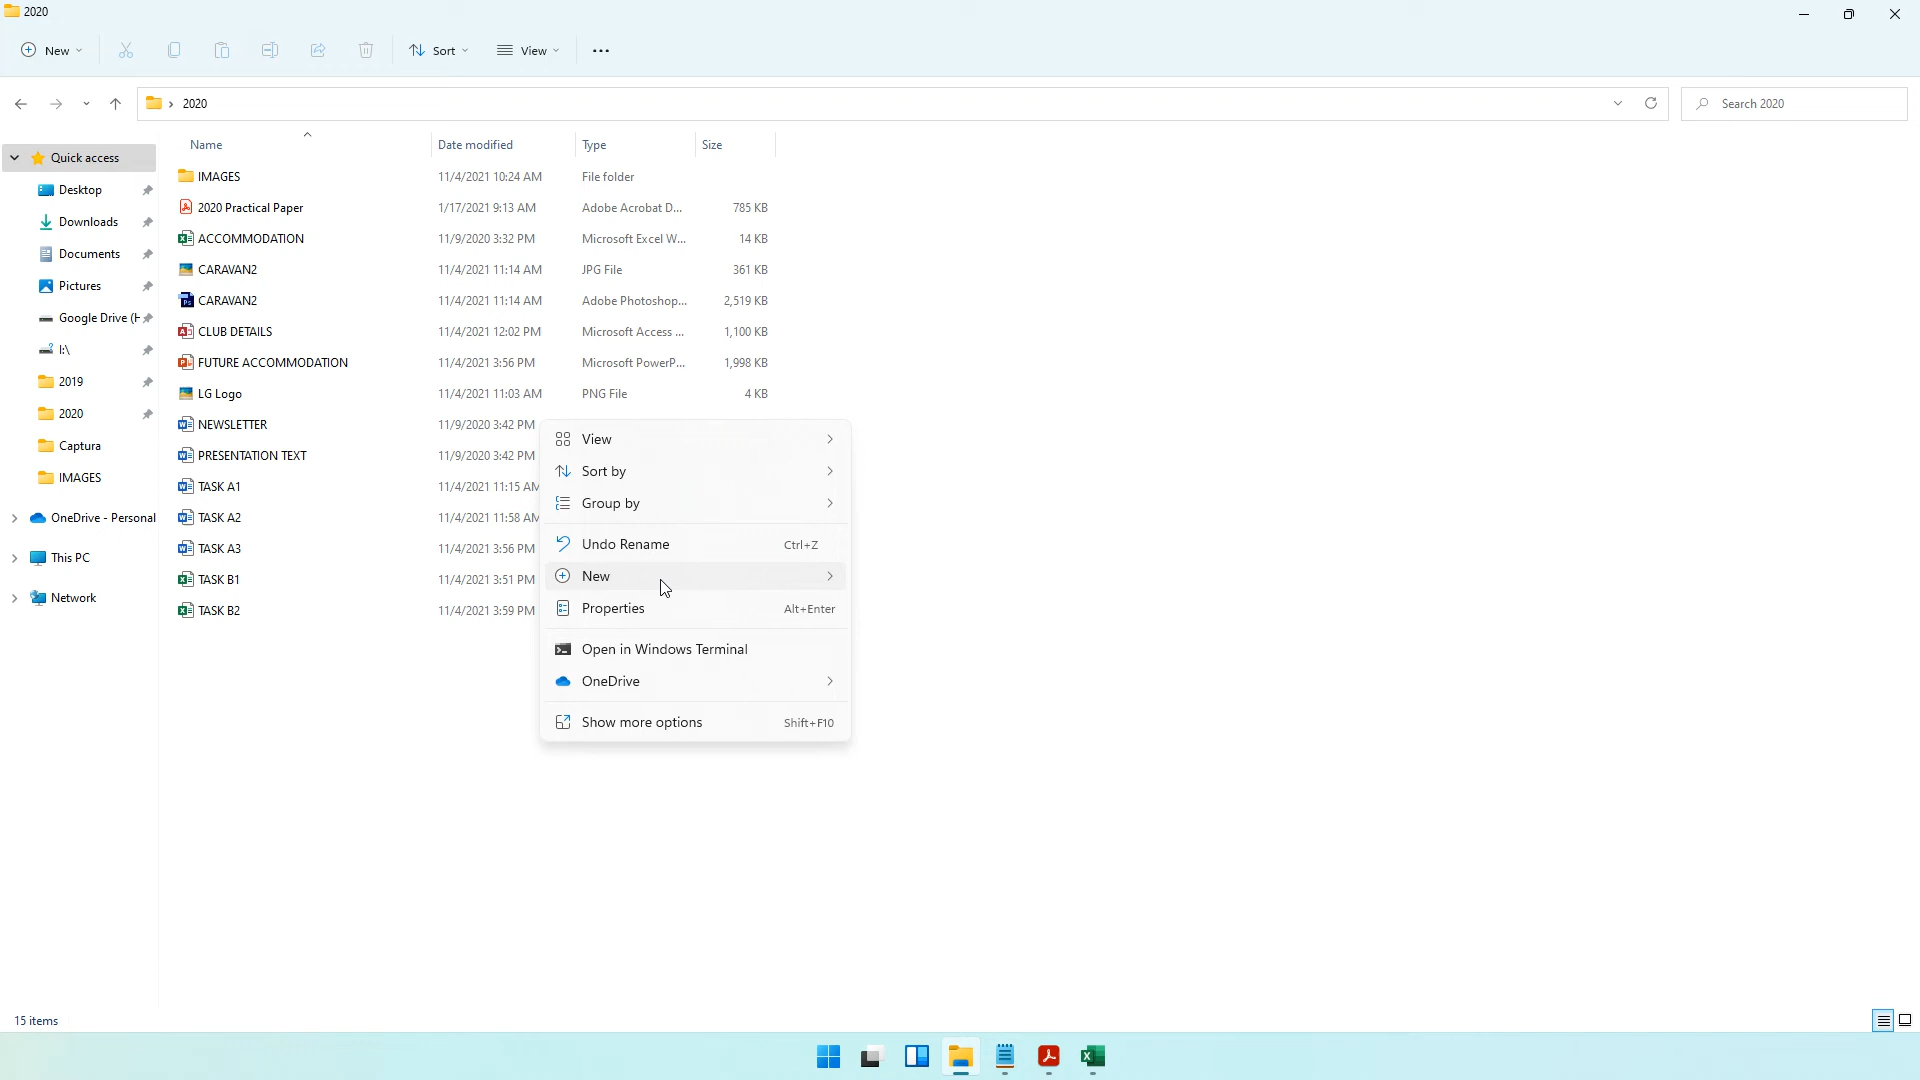 2020
New
Sort
View
2020
Search 2020
Quick access
Desktop
Downloads
Documents
Pictures
Google Drive (H
I:\
2019
2020
Captura
IMAGES
OneDrive - Personal
This PC
Network
Name Date modified Type Size
IMAGES 11/4/2021 10:24 AM File folder
2020 Practical Paper 1/17/2021 9:13 AM Adobe Acrobat D... 785 KB
ACCOMMODATION 11/9/2020 3:32 PM Microsoft Excel W... 14 KB
CARAVAN2 11/4/2021 11:14 AM JPG File 361 KB
CARAVAN2 11/4/2021 11:14 AM Adobe Photoshop... 2,519 KB
CLUB DETAILS 11/4/2021 12:02 PM Microsoft Access ... 1,100 KB
FUTURE ACCOMMODATION 11/4/2021 3:56 PM Microsoft PowerP... 1,998 KB
LG Logo 11/4/2021 11:03 AM PNG File 4 KB
NEWSLETTER 11/9/2020 3:42 PM
PRESENTATION TEXT 11/9/2020 3:42 PM
TASK A1 11/4/2021 11:15 AM
TASK A2 11/4/2021 11:58 AM
TASK A3 11/4/2021 3:56 PM
TASK B1 11/4/2021 3:51 PM
TASK B2 11/4/2021 3:59 PM
View
Sort by
Group by
Undo Rename Ctrl+Z
New
Properties Alt+Enter
Open in Windows Terminal
OneDrive
Show more options Shift+F10
15 items